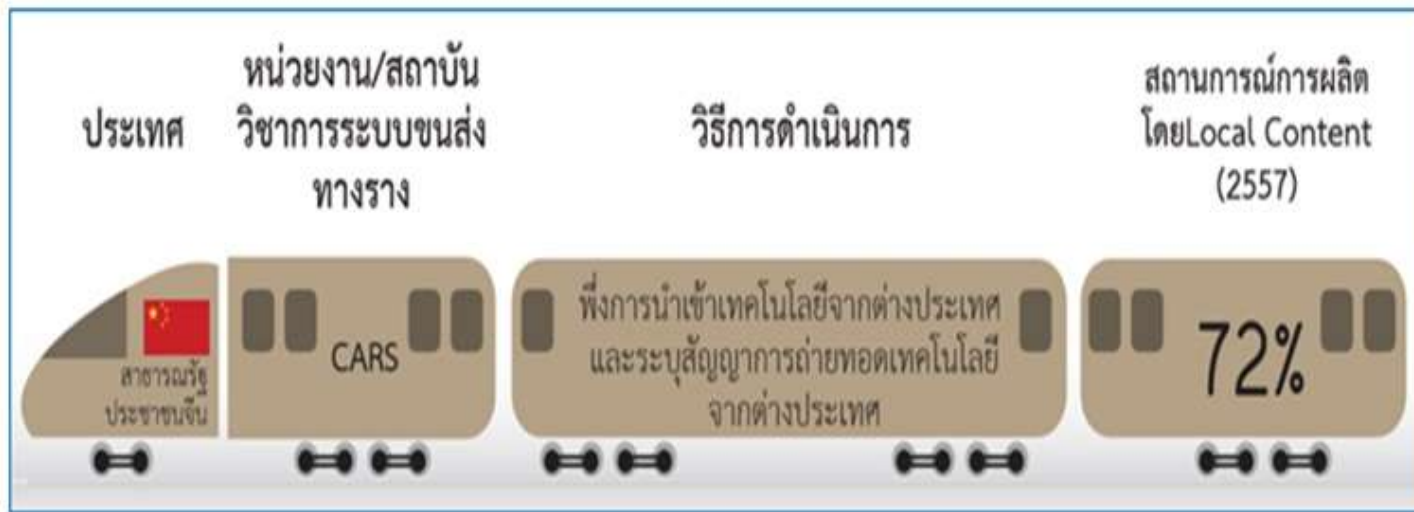 ประเทศ
หน่วยงาน/สถาบัน
วิชาการระบบขนส่ง
ทางราง
วิธีการดำเนินการ
สถานการณ์การผลิต
โดยLocal Content
(2557)
สาธารณรัฐ
ประชาชนจีน
CARS
พึ่งการนำเข้าเทคโนโลยีจากต่างประเทศ
และระบุสัญญาการถ่ายทอดเทคโนโลยี
จากต่างประเทศ
72%